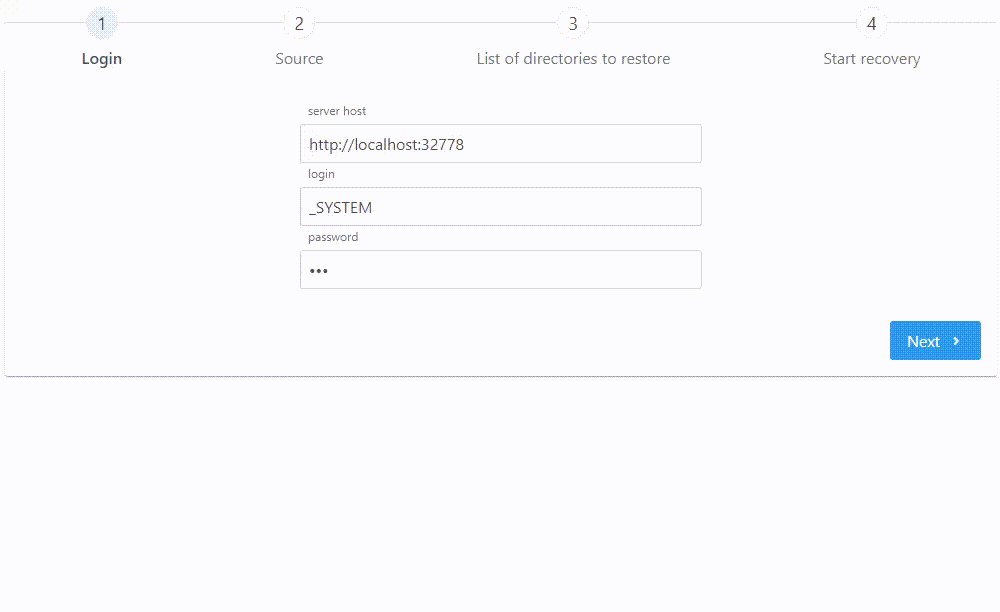 1 2 3 4
Login Source List of directories to restore Start recovery
server host
http://localhost:32778
login
_SYSTEM
password
•••
Next